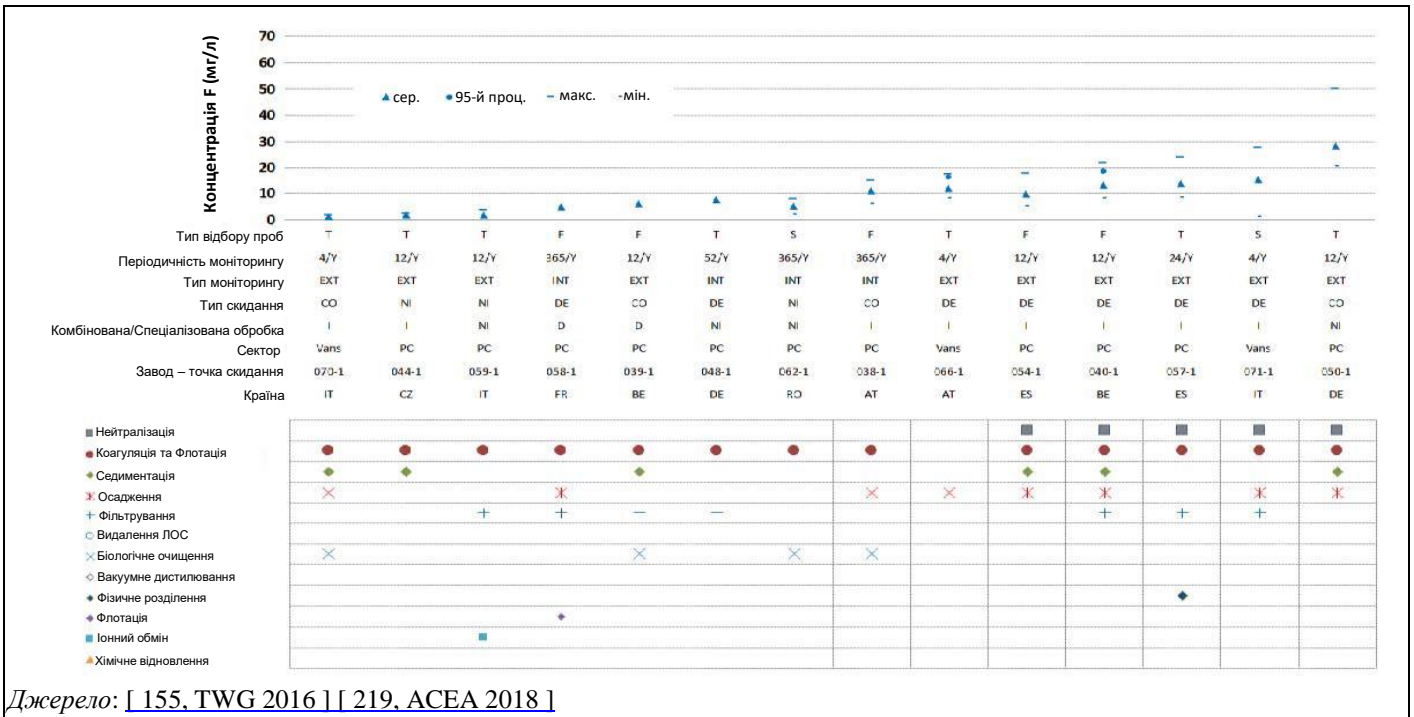 Концентрація F (мг/л)
70
60
50
40
30
20
10
0
сер. 95-й проц. макс. мін.
Тип відбору проб T T T F F T S F T F F T S T
Періодичність моніторингу 4/Y 12/Y 12/Y 365/Y 12/Y 52/Y 365/Y 365/Y 4/Y 12/Y 12/Y 24/Y 4/Y 12/Y
Тип моніторингу EXT EXT EXT INT EXT INT INT INT EXT EXT EXT EXT EXT EXT
Тип скидання CO NI NI DE CO DE NI CO DE DE DE DE DE CO
Комбінована/Спеціалізована обробка I I NI D D NI NI I I I I I I NI
Сектор Vans PC PC PC PC PC PC PC Vans PC PC PC Vans PC
Завод – точка скидання 070-1 044-1 059-1 058-1 039-1 048-1 062-1 038-1 066-1 054-1 040-1 057-1 071-1 050-1
Країна IT CZ IT FR BE DE RO AT AT ES BE ES IT DE
Нейтралізація
Коагуляція та Флотація
Седиментація
Осадження
Фільтрування
Видалення ЛОС
Біологічне очищення
Вакуумне дистилювання
Фізичне розділення
Флотація
Іонний обмін
Хімічне відновлення
Джерело: [ 155, TWG 2016 ] [ 219, ACEA 2018 ]